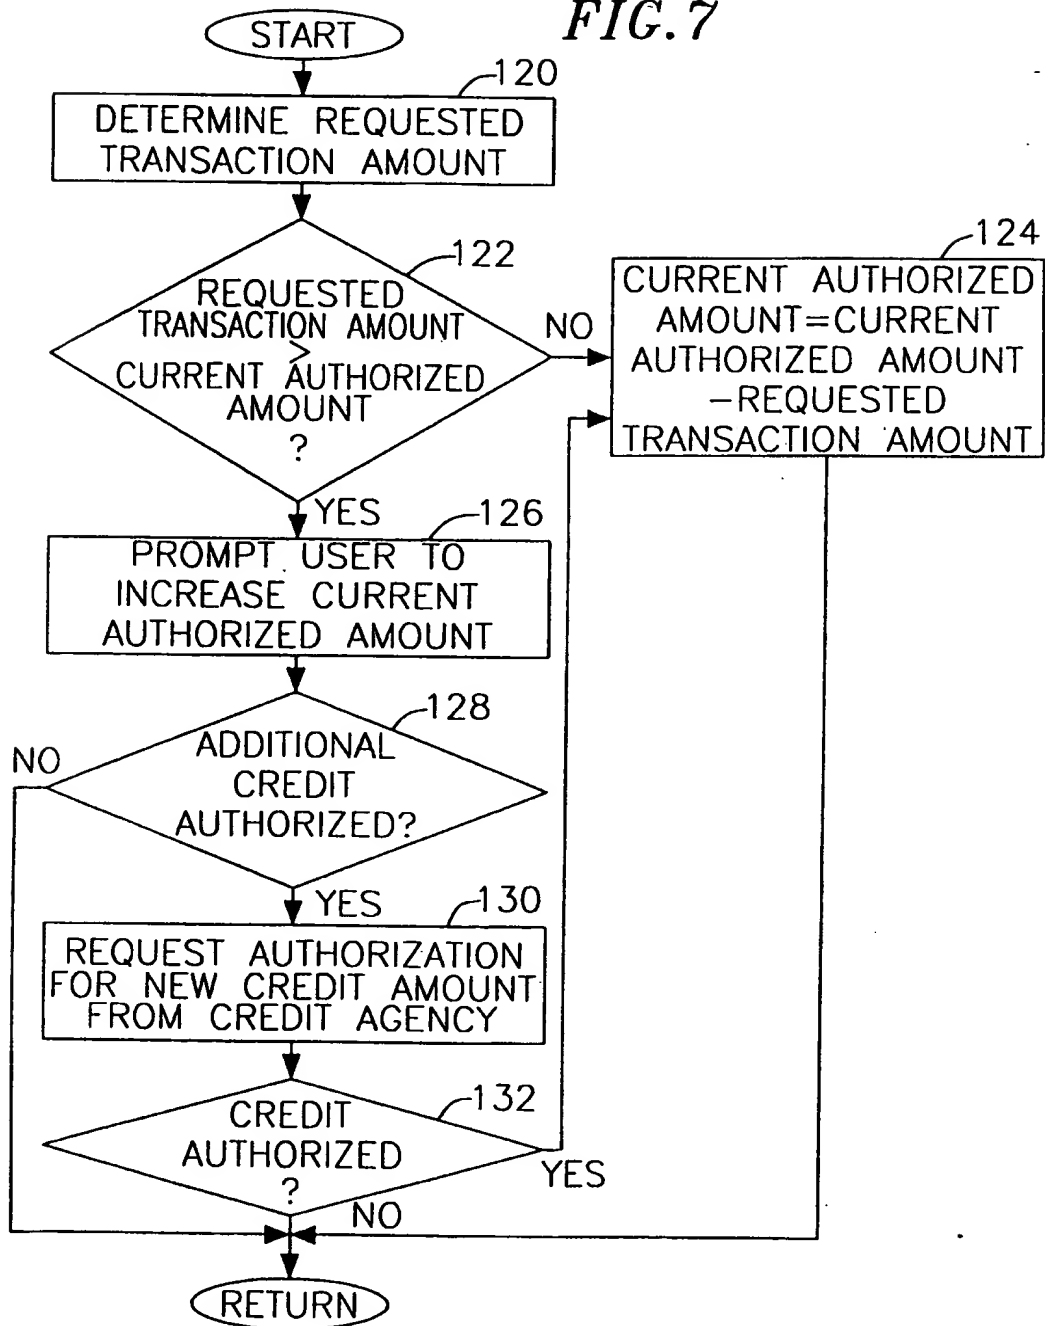 FIG. 7
START
120
DETERMINE REQUESTED
TRANSACTION AMOUNT
122
REQUESTED
TRANSACTION AMOUNT
>
CURRENT AUTHORIZED
AMOUNT
?
NO
124
CURRENT AUTHORIZED
AMOUNT=CURRENT
AUTHORIZED AMOUNT
-REQUESTED
TRANSACTION AMOUNT
YES
126
PROMPT USER TO
INCREASE CURRENT
AUTHORIZED AMOUNT
128
ADDITIONAL
CREDIT
AUTHORIZED?
NO
YES
130
REQUEST AUTHORIZATION
FOR NEW CREDIT AMOUNT
FROM CREDIT AGENCY
132
CREDIT
AUTHORIZED
?
YES
NO
RETURN